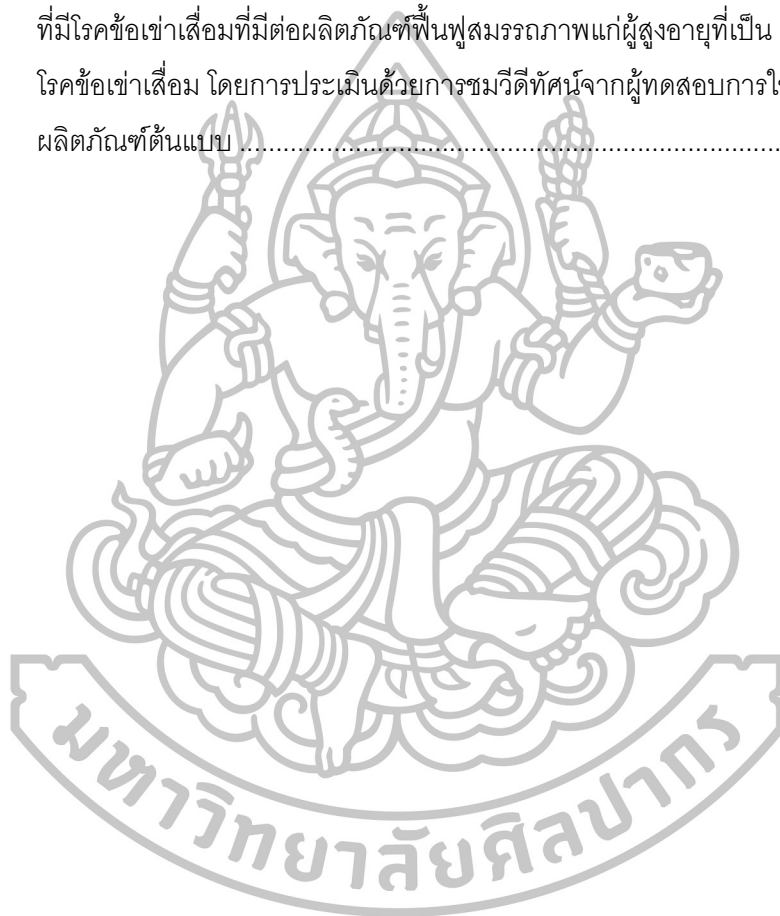 ที่มีโรคข้อเข่าเสื่อมที่มีต่อผลิตภัณฑ์ฟื้นฟูสมรรถภาพแก่ผู้สูงอายุที่เป็น
โรคข้อเข่าเสื่อม โดยการประเมินด้วยการชมวีดีทัศน์จากผู้ทดสอบการ
ผลิตภัณฑ์ต้นแบบ ..............................................................................
มหาวิทยาลัยศิลปากร